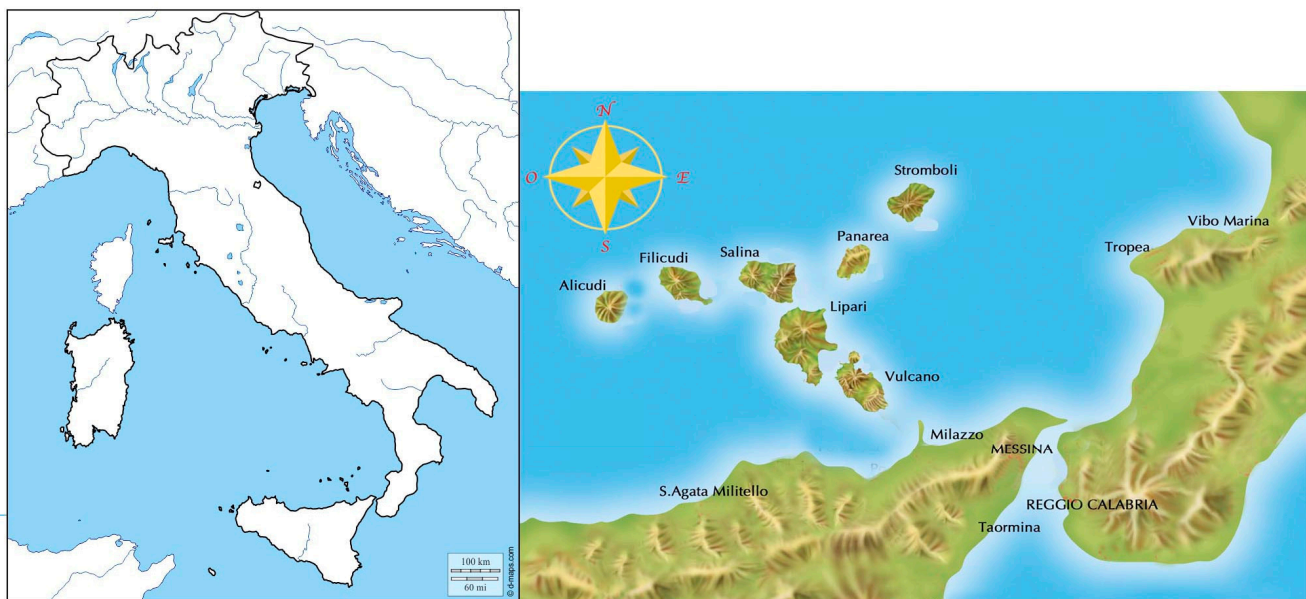 100 km
60 mi
© d-maps.com
N
O
E
S
Stromboli
Vibo Marina
Panarea
Tropea
Salina
Filicudi
Alicudi
Lipari
Vulcano
Milazzo
MESSINA
S.Agata Militello
REGGIO CALABRIA
Taormina